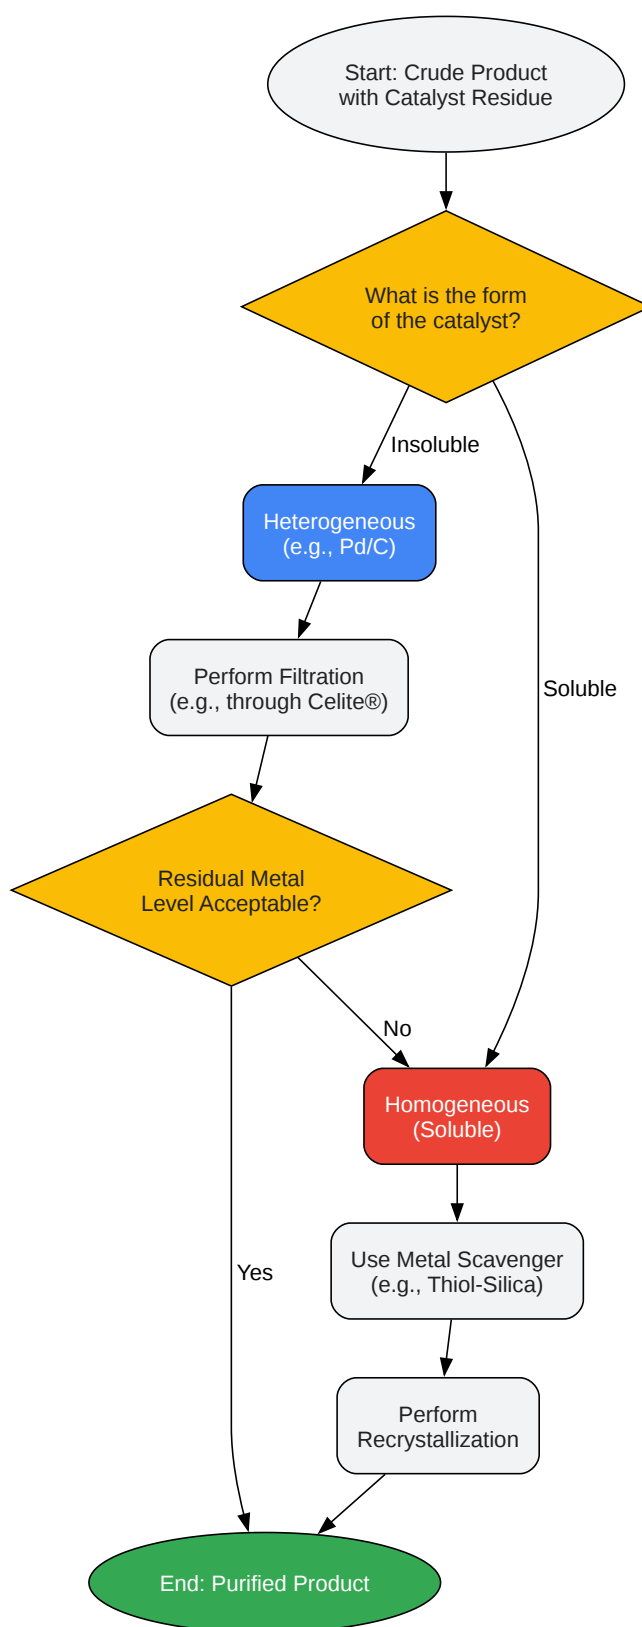 Start: Crude Product
with Catalyst Residue
What is the form
of the catalyst?
Insoluble
Heterogeneous
(e.g., Pd/C)
Perform Filtration
(e.g., through Celite®)
Soluble
Residual Metal
Level Acceptable?
No
Homogeneous
(Soluble)
Use Metal Scavenger
(e.g., Thiol-Silica)
Yes
Perform
Recrystallization
End: Purified Product